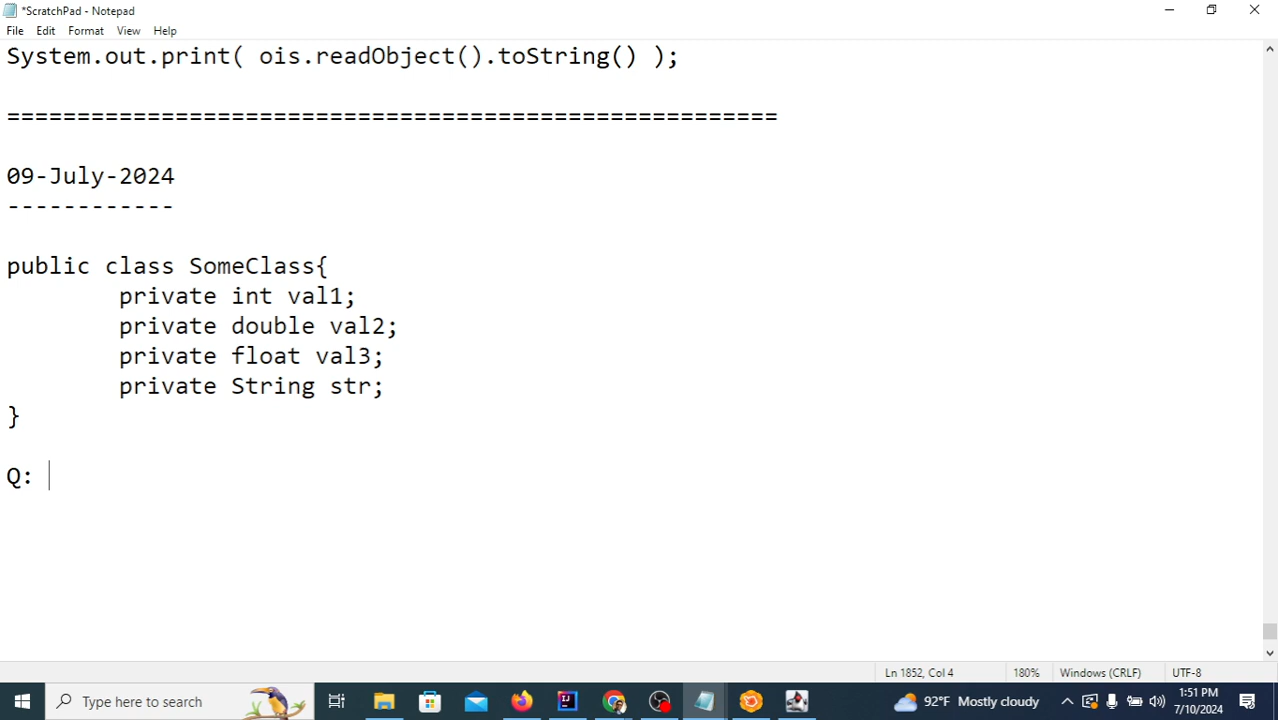 *ScratchPad - Notepad
File Edit Format View Help
System.out.print( ois.readObject().toString() );
=======================================================
09-July-2024
------------
public class SomeClass{
private int val1;
private double val2;
private float val3;
private String str;
}
Q:
Ln 1852, Col 4 180% Windows (CRLF) UTF-8
Type here to search 92°F Mostly cloudy 1:51 PM
7/10/2024